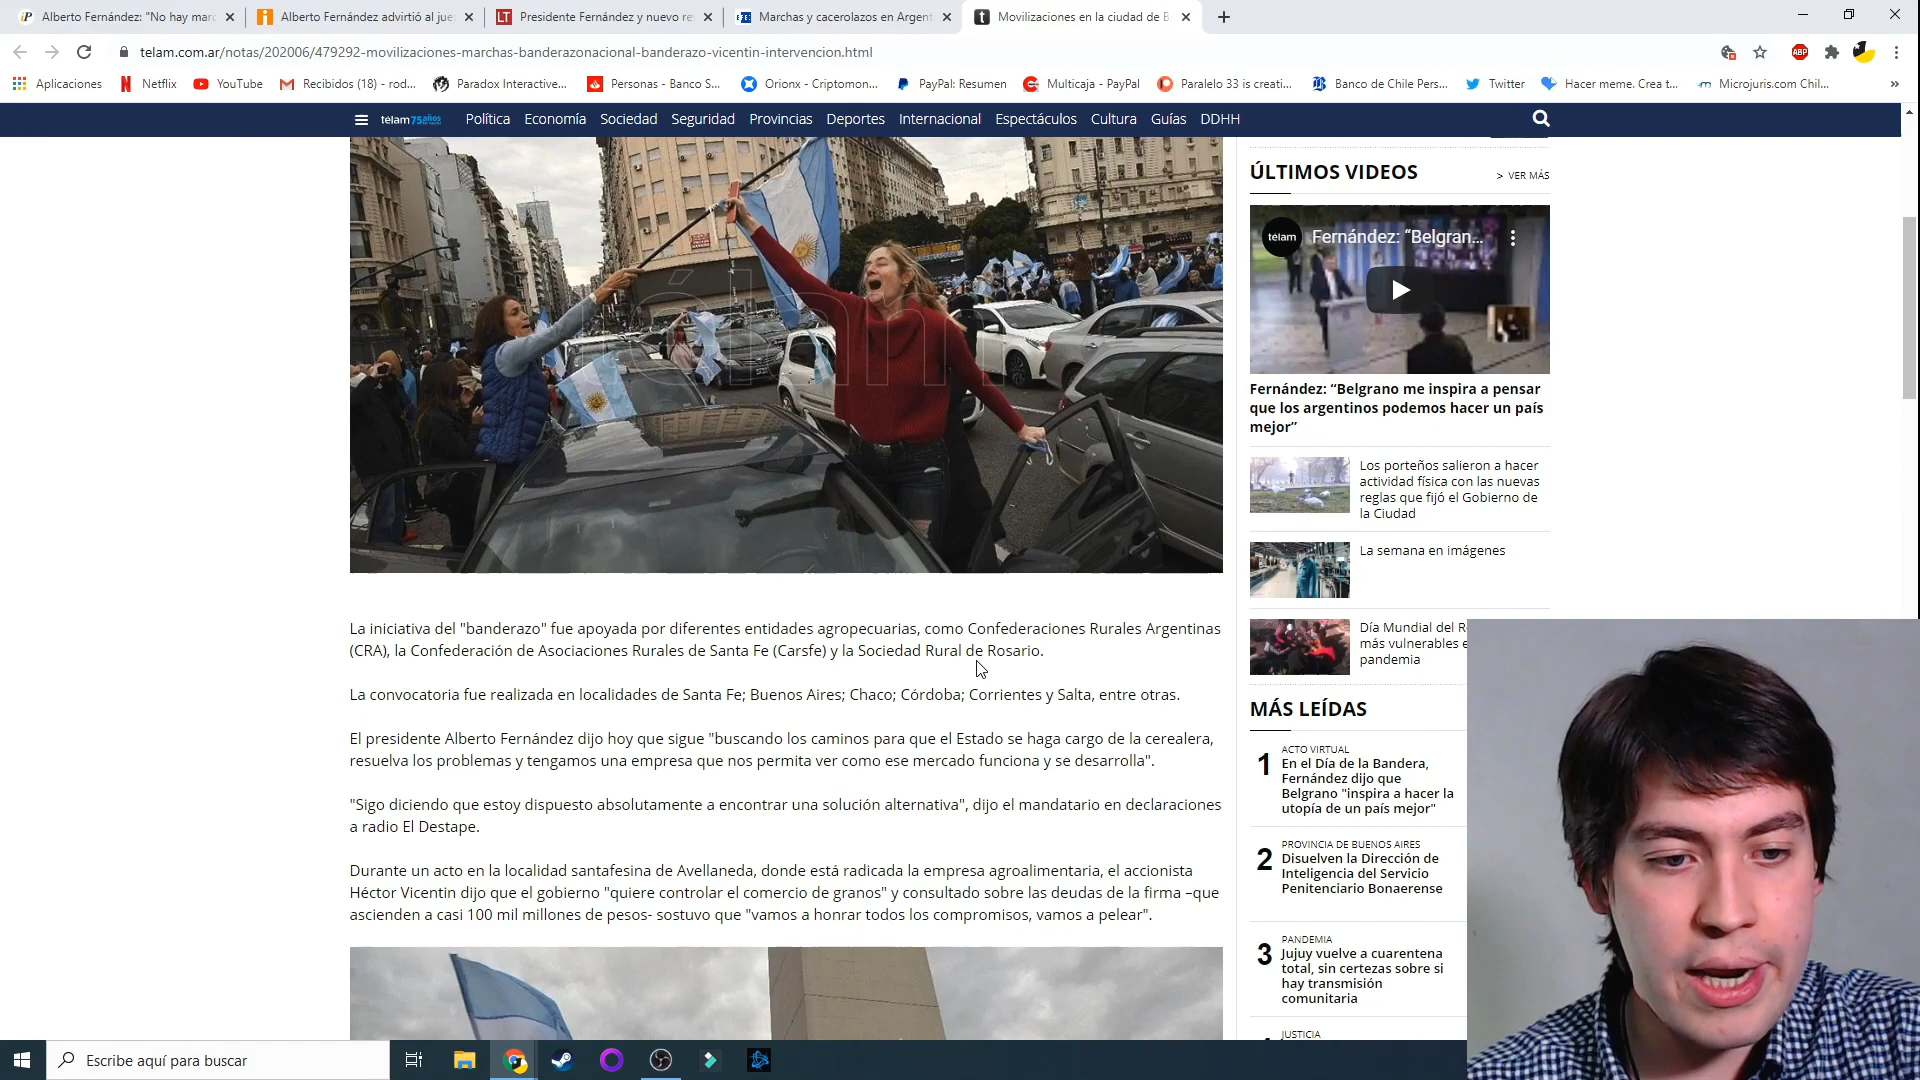 Alberto Fernández: "No hay marc
Alberto Fernández advirtió al jue
Presidente Fernández y nuevo re
Marchas y cacerolazos en Argent
Movilizaciones en la ciudad de B
telam.com.ar/notas/202006/479292-movilizaciones-marchas-banderazonacional-banderazo-vicentin-intervencion.html
ABP
Aplicaciones
Netflix
YouTube
Recibidos (18) - rod...
Paradox Interactive...
Personas - Banco S...
Orionx - Criptomon...
PayPal: Resumen
Multicaja - PayPal
Paralelo 33 is creati...
Banco de Chile Pers...
Twitter
Hacer meme. Crea t...
Microjuris.com Chil...
»
telam 75años
Política
Economía
Sociedad
Seguridad
Provincias
Deportes
Internacional
Espectáculos
Cultura
Guías
DDHH
La iniciativa del "banderazo" fue apoyada por diferentes entidades agropecuarias, como Confederaciones Rurales Argentinas
(CRA), la Confederación de Asociaciones Rurales de Santa Fe (Carsfe) y la Sociedad Rural de Rosario.
La convocatoria fue realizada en localidades de Santa Fe; Buenos Aires; Chaco; Córdoba; Corrientes y Salta, entre otras.
El presidente Alberto Fernández dijo hoy que sigue "buscando los caminos para que el Estado se haga cargo de la cerealera,
resuelva los problemas y tengamos una empresa que nos permita ver como ese mercado funciona y se desarrolla".
"Sigo diciendo que estoy dispuesto absolutamente a encontrar una solución alternativa", dijo el mandatario en declaraciones
a radio El Destape.
Durante un acto en la localidad santafesina de Avellaneda, donde está radicada la empresa agroalimentaria, el accionista
Héctor Vicentin dijo que el gobierno "quiere controlar el comercio de granos" y consultado sobre las deudas de la firma –que
ascienden a casi 100 mil millones de pesos- sostuvo que "vamos a honrar todos los compromisos, vamos a pelear".
ÚLTIMOS VIDEOS
> VER MÁS
télam
Fernández: “Belgran...
Fernández: “Belgrano me inspira a pensar
que los argentinos podemos hacer un país
mejor”
Los porteños salieron a hacer
actividad física con las nuevas
reglas que fijó el Gobierno de
la Ciudad
La semana en imágenes
Día Mundial del R
más vulnerables e
pandemia
MÁS LEÍDAS
1
ACTO VIRTUAL
En el Día de la Bandera,
Fernández dijo que
Belgrano "inspira a hacer la
utopía de un país mejor"
2
PROVINCIA DE BUENOS AIRES
Disuelven la Dirección de
Inteligencia del Servicio
Penitenciario Bonaerense
3
PANDEMIA
Jujuy vuelve a cuarentena
total, sin certezas sobre si
hay transmisión
comunitaria
JUSTICIA
Escribe aquí para buscar